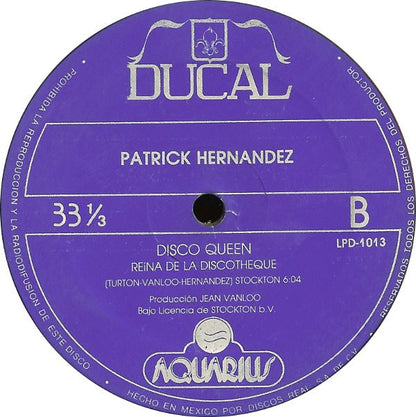 DUCAL
PATRICK HERNANDEZ
33 ⅓
B
LPD-1013
DISCO QUEEN
REINA DE LA DISCOTHEQUE
(TURTON-VANLOO-HERNANDEZ) STOCKTON 6:04
Producción JEAN VANLOO
Bajo Licencia de STOCKTON b.v.
AQUARIUS
PROHIBIDA LA REPRODUCCION Y LA RADIODIFUSION DE ESTE DISCO
HECHO EN MEXICO POR DISCOS REAL, S.A. DE C.V.
RESERVADOS TODOS LOS DERECHOS DEL PRODUCTOR